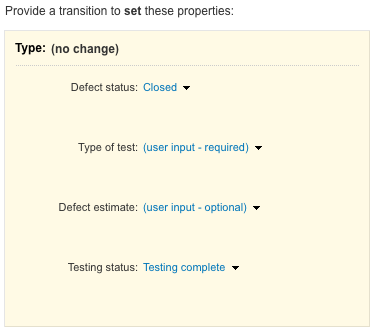 Provide a transition to set these properties:
Type: (no change)
Defect status: Closed
Type of test: (user input - required)
Defect estimate: (user input - optional)
Testing status: Testing complete